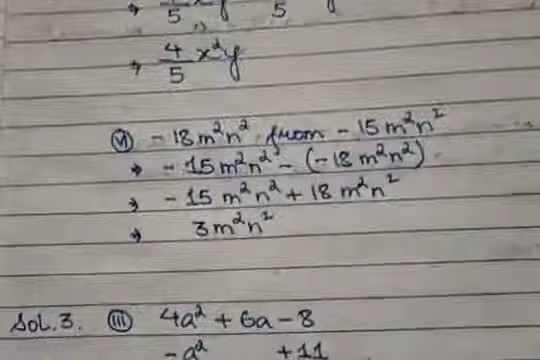 → 4/5 x²y
(vi) -18m²n² from -15m²n²
→ -15m²n² - (-18m²n²)
→ -15m²n² + 18m²n²
→ 3m²n²
Sol.3. (iii) 4a² + 6a - 8
-a² +11